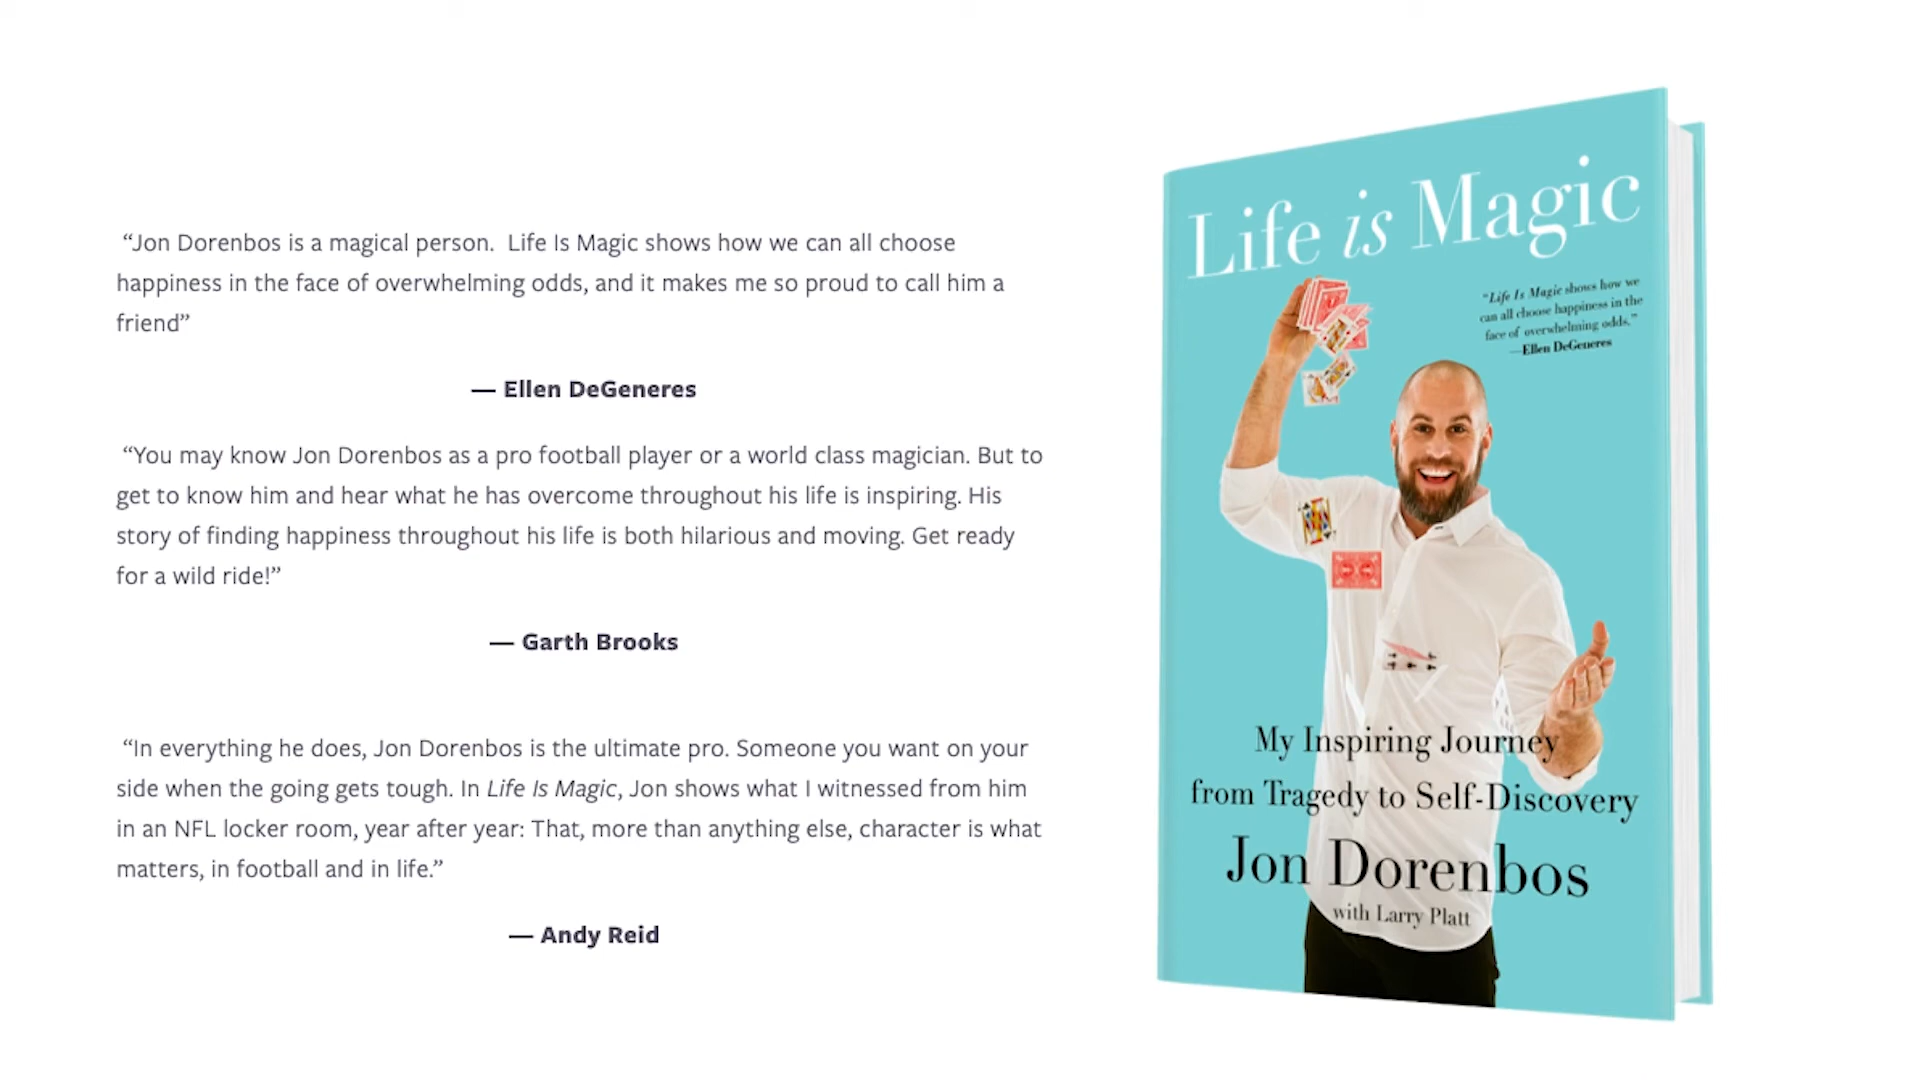 “Jon Dorenbos is a magical person.  Life Is Magic shows how we can all choose
happiness in the face of overwhelming odds, and it makes me so proud to call him a
friend”
— Ellen DeGeneres
“You may know Jon Dorenbos as a pro football player or a world class magician. But to
get to know him and hear what he has overcome throughout his life is inspiring. His
story of finding happiness throughout his life is both hilarious and moving. Get ready
for a wild ride!”
— Garth Brooks
“In everything he does, Jon Dorenbos is the ultimate pro. Someone you want on your
side when the going gets tough. In Life Is Magic, Jon shows what I witnessed from him
in an NFL locker room, year after year: That, more than anything else, character is what
matters, in football and in life.”
— Andy Reid
Life is Magic
“Life Is Magic shows how we
can all choose happiness in the
face of overwhelming odds.”
—Ellen DeGeneres
My Inspiring Journey
from Tragedy to Self-Discovery
Jon Dorenbos
with Larry Platt